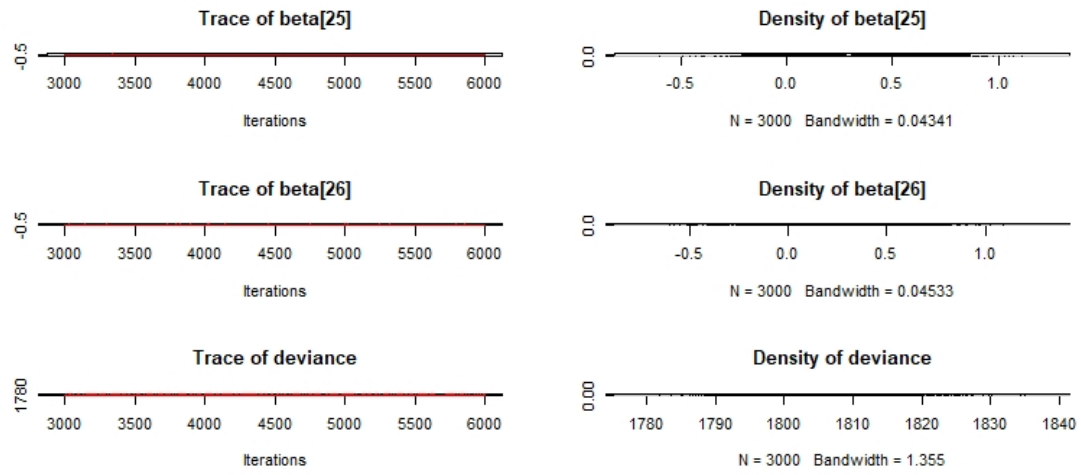 Trace of beta[25]
-0.5
3000 3500 4000 4500 5000 5500 6000
Iterations
Density of beta[25]
0.0
-0.5 0.0 0.5 1.0
N = 3000 Bandwidth = 0.04341
Trace of beta[26]
-0.5
3000 3500 4000 4500 5000 5500 6000
Iterations
Density of beta[26]
0.0
-0.5 0.0 0.5 1.0
N = 3000 Bandwidth = 0.04533
Trace of deviance
1780
3000 3500 4000 4500 5000 5500 6000
Iterations
Density of deviance
0.00
1780 1790 1800 1810 1820 1830 1840
N = 3000 Bandwidth = 1.355